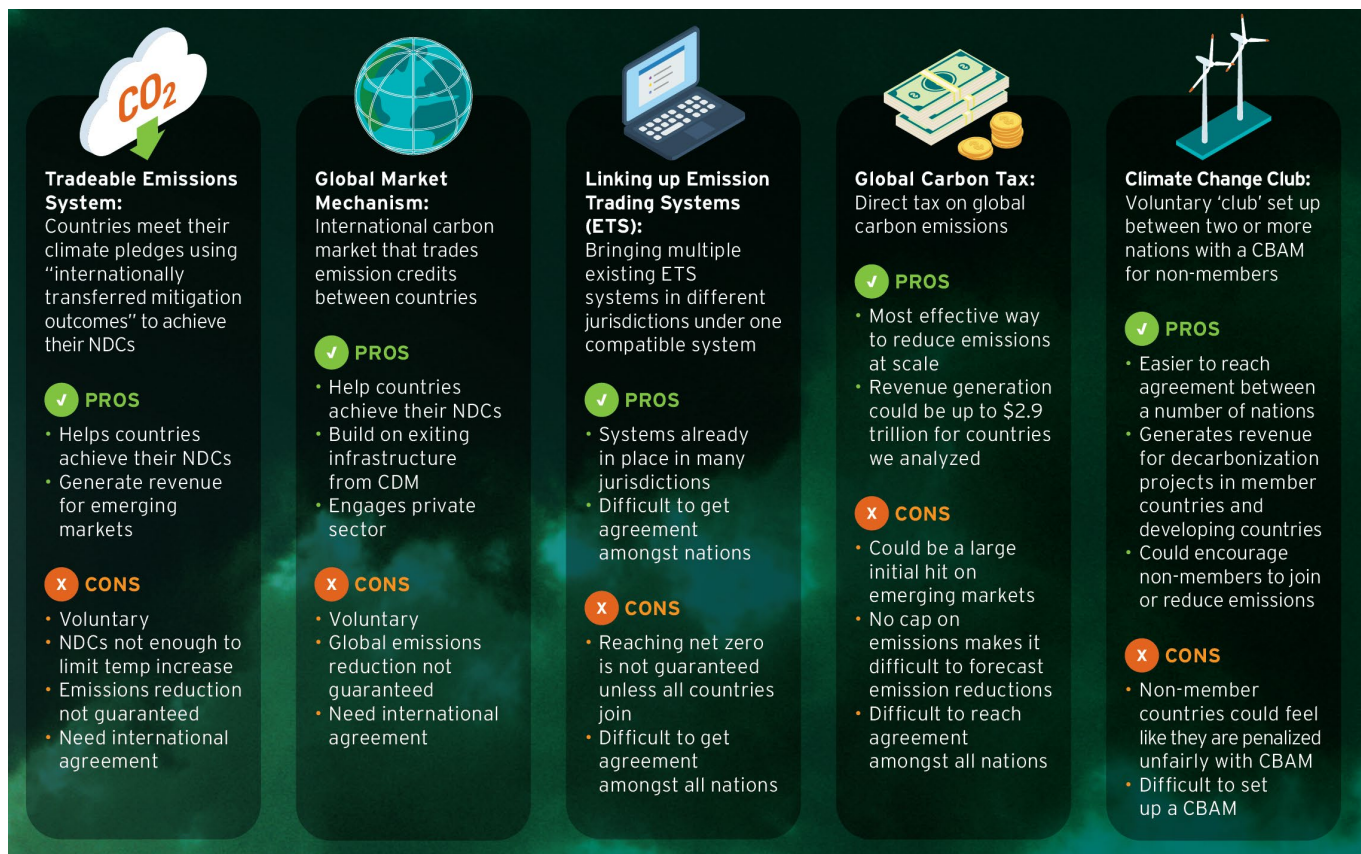 CO2
Tradeable Emissions
System:
Countries meet their
climate pledges using
“internationally
transferred mitigation
outcomes” to achieve
their NDCs
✓ PROS
• Helps countries
achieve their NDCs
• Generate revenue
for emerging
markets
X CONS
• Voluntary
• NDCs not enough to
limit temp increase
• Emissions reduction
not guaranteed
• Need international
agreement
Global Market
Mechanism:
International carbon
market that trades
emission credits
between countries
✓ PROS
• Help countries
achieve their NDCs
• Build on exiting
infrastructure
from CDM
• Engages private
sector
X CONS
• Voluntary
• Global emissions
reduction not
guaranteed
• Need international
agreement
Linking up Emission
Trading Systems
(ETS):
Bringing multiple
existing ETS
systems in different
jurisdictions under one
compatible system
✓ PROS
• Systems already
in place in many
jurisdictions
• Difficult to get
agreement
amongst nations
X CONS
• Reaching net zero
is not guaranteed
unless all countries
join
• Difficult to get
agreement
amongst all nations
Global Carbon Tax:
Direct tax on global
carbon emissions
✓ PROS
• Most effective way
to reduce emissions
at scale
• Revenue generation
could be up to $2.9
trillion for countries
we analyzed
X CONS
• Could be a large
initial hit on
emerging markets
• No cap on
emissions makes it
difficult to forecast
emission reductions
• Difficult to reach
agreement
amongst all nations
Climate Change Club:
Voluntary ‘club’ set up
between two or more
nations with a CBAM
for non-members
✓ PROS
• Easier to reach
agreement between
a number of nations
• Generates revenue
for decarbonization
projects in member
countries and
developing countries
• Could encourage
non-members to join
or reduce emissions
X CONS
• Non-member
countries could feel
like they are penalized
unfairly with CBAM
• Difficult to set
up a CBAM